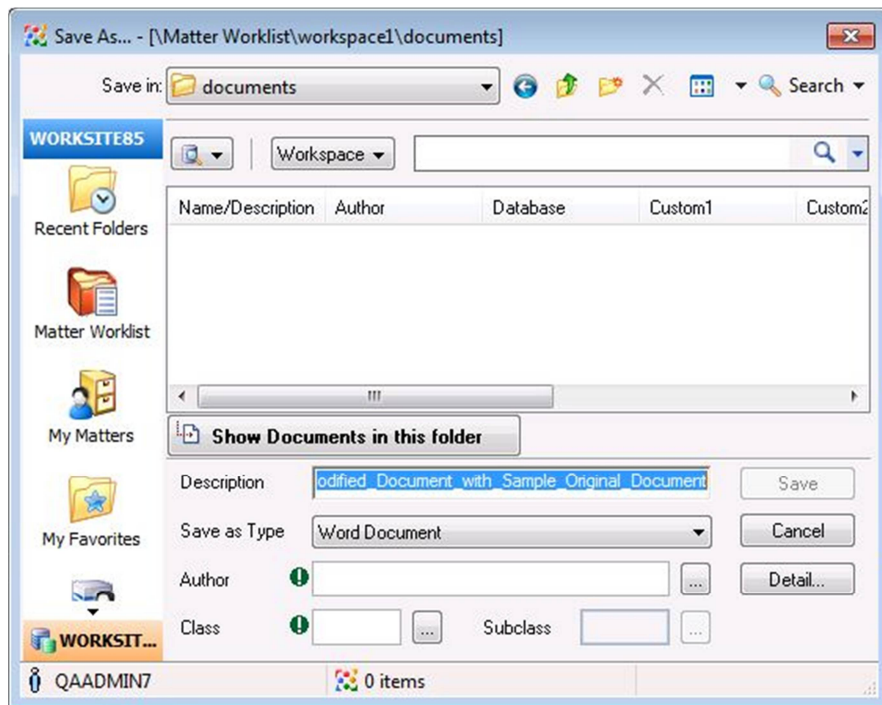 Save As... - [\Matter Worklist\workspace1\documents]
Save in: documents Search
WORKSITE85
Workspace
Name/Description Author Database Custom1 Custom2
Recent Folders
Matter Worklist
My Matters
Show Documents in this folder
Description odified_Document_with_Sample_Original_Document Save
My Favorites
Save as Type Word Document Cancel
Author ... Detail...
Class ... Subclass ...
WORKSIT...
QAADMIN7 0 items